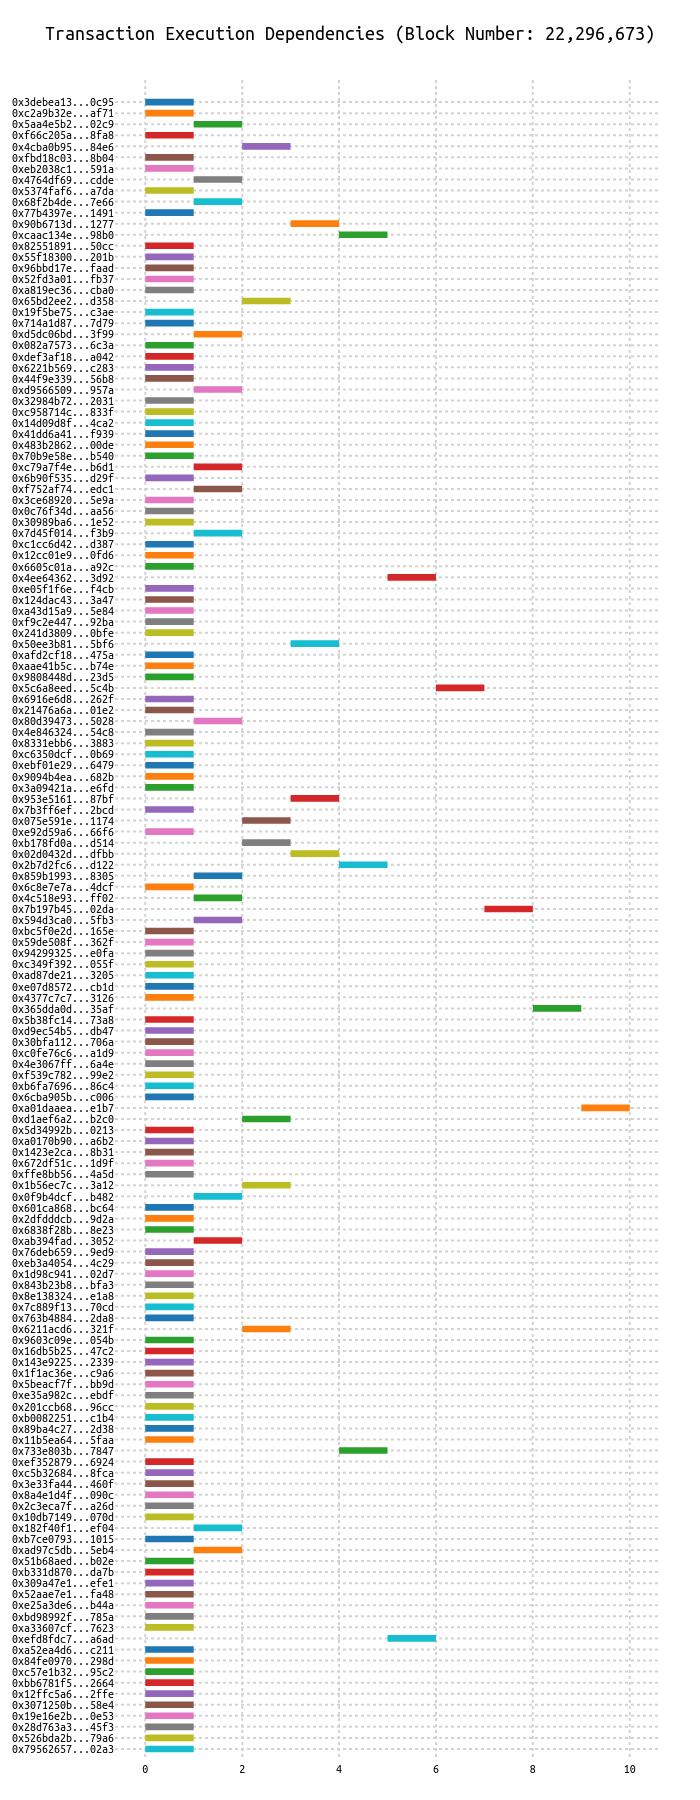 Transaction Execution Dependencies (Block Number: 22,296,673)
0x3debea13...0c95
0xc2a9b32e...af71
0x5aa4e5b2...02c9
0xf66c205a...8fa8
0x4cba0b95...84e6
0xfbd18c03...8b04
0xeb2038c1...591a
0x4764df69...cdde
0x5374faf6...a7da
0x68f2b4de...7e66
0x77b4397e...1491
0x90b6713d...1277
0xcaac134e...98b0
0x82551891...50cc
0x55f18300...201b
0x96bbd17e...faad
0x52fd3a01...fb37
0xa819ec36...cba0
0x65bd2ee2...d358
0x19f5be75...c3ae
0x714a1d87...7d79
0xd5dc06bd...3f99
0x082a7573...6c3a
0xdef3af18...a042
0x6221b569...c283
0x44f9e339...56b8
0xd9566509...957a
0x32984b72...2031
0xc958714c...833f
0x14d09d8f...4ca2
0x41dd6a41...f939
0x483b2862...00de
0x70b9e58e...b540
0xc79a7f4e...b6d1
0x6b90f535...d29f
0xf752af74...edc1
0x3ce68920...5e9a
0x0c76f34d...aa56
0x30989ba6...1e52
0x7d45f014...f3b9
0xc1cc6d42...d387
0x12cc01e9...0fd6
0x6605c01a...a92c
0x4ee64362...3d92
0xe05f1f6e...f4cb
0x124dac43...3a47
0xa43d15a9...5e84
0xf9c2e447...92ba
0x241d3809...0bfe
0x50ee3b81...5bf6
0xafd2cf18...475a
0xaae41b5c...b74e
0x9808448d...23d5
0x5c6a8eed...5c4b
0x6916e6d8...262f
0x21476a6a...01e2
0x80d39473...5028
0x4e846324...54c8
0x8331ebb6...3883
0xc6350dcf...0b69
0xebf01e29...6479
0x9094b4ea...682b
0x3a09421a...e6fd
0x953e5161...87bf
0x7b3ff6ef...2bcd
0x075e591e...1174
0xe92d59a6...66f6
0xb178fd0a...d514
0x02d0432d...dfbb
0x2b7d2fc6...d122
0x859b1993...8305
0x6c8e7e7a...4dcf
0x4c518e93...ff02
0x7b197b45...02da
0x594d3ca0...5fb3
0xbc5f0e2d...165e
0x59de508f...362f
0x94299325...e0fa
0xc349f392...055f
0xad87de21...3205
0xe07d8572...cb1d
0x4377c7c7...3126
0x365dda0d...35af
0x5b38fc14...73a8
0xd9ec54b5...db47
0x30bfa112...706a
0xc0fe76c6...a1d9
0x4e3067ff...6a4e
0xf539c782...99e2
0xb6fa7696...86c4
0x6cba905b...c006
0xa01daaea...e1b7
0xd1aef6a2...b2c0
0x5d34992b...0213
0xa0170b90...a6b2
0x1423e2ca...8b31
0x672df51c...1d9f
0xffe8bb56...4a5d
0x1b56ec7c...3a12
0x0f9b4dcf...b482
0x601ca868...bc64
0x2dfdddcb...9d2a
0x6838f28b...8e23
0xab394fad...3052
0x76deb659...9ed9
0xeb3a4054...4c29
0x1d98c941...02d7
0x843b23b8...bfa3
0x8e138324...e1a8
0x7c889f13...70cd
0x763b4884...2da8
0x6211acd6...321f
0x9603c09e...054b
0x16db5b25...47c2
0x143e9225...2339
0x1f1ac36e...c9a6
0x5beacf7f...bb9d
0xe35a982c...ebdf
0x201ccb68...96cc
0xb0082251...c1b4
0x89ba4c27...2d38
0x11b5ea64...5faa
0x733e803b...7847
0xef352879...6924
0xc5b32684...8fca
0x3e33fa44...460f
0x8a4e1d4f...090c
0x2c3eca7f...a26d
0x10db7149...070d
0x182f40f1...ef04
0xb7ce0793...1015
0xad97c5db...5eb4
0x51b68aed...b02e
0xb331d870...da7b
0x309a47e1...efe1
0x52aae7e1...fa48
0xe25a3de6...b44a
0xbd98992f...785a
0xa33607cf...7623
0xefd8fdc7...a6ad
0xa52ea4d6...c211
0x84fe0970...298d
0xc57e1b32...95c2
0xbb6781f5...2664
0x12ffc5a6...2ffe
0x3071250b...58e4
0x19e16e2b...0e53
0x28d763a3...45f3
0x526bda2b...79a6
0x79562657...02a3
0 2 4 6 8 10